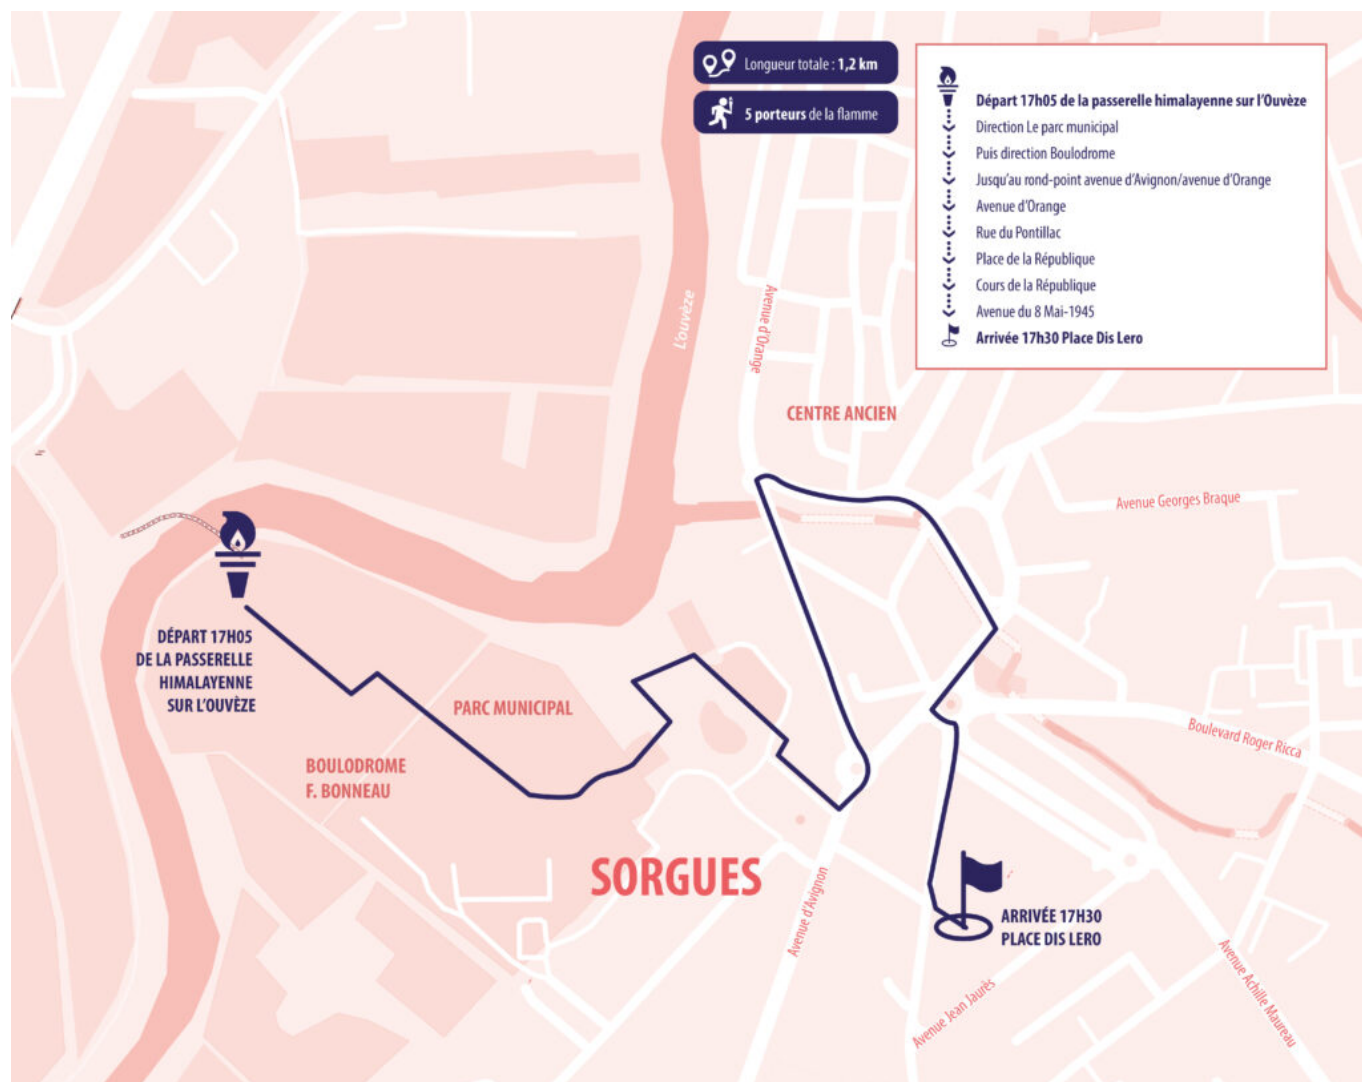 Longueur totale : 1,2 km
5 porteurs de la flamme
Départ 17h05 de la passerelle himalayenne sur l'Ouvèze
Direction Le parc municipal
Puis direction Boulodrome
Jusqu'au rond-point avenue d'Avignon/avenue d'Orange
Avenue d'Orange
Rue du Pontillac
Place de la République
Cours de la République
Avenue du 8 Mai-1945
Arrivée 17h30 Place Dis Lero
L'ouvèze
Avenue d'Orange
CENTRE ANCIEN
Avenue Georges Braque
DÉPART 17H05
DE LA PASSERELLE
HIMALAYENNE
SUR L'OUVÈZE
PARC MUNICIPAL
BOULODROME
F. BONNEAU
Boulevard Roger Ricca
SORGUES
Avenue d'Avignon
ARRIVÉE 17H30
PLACE DIS LERO
Avenue Jean Jaurès
Avenue Achille Maureau